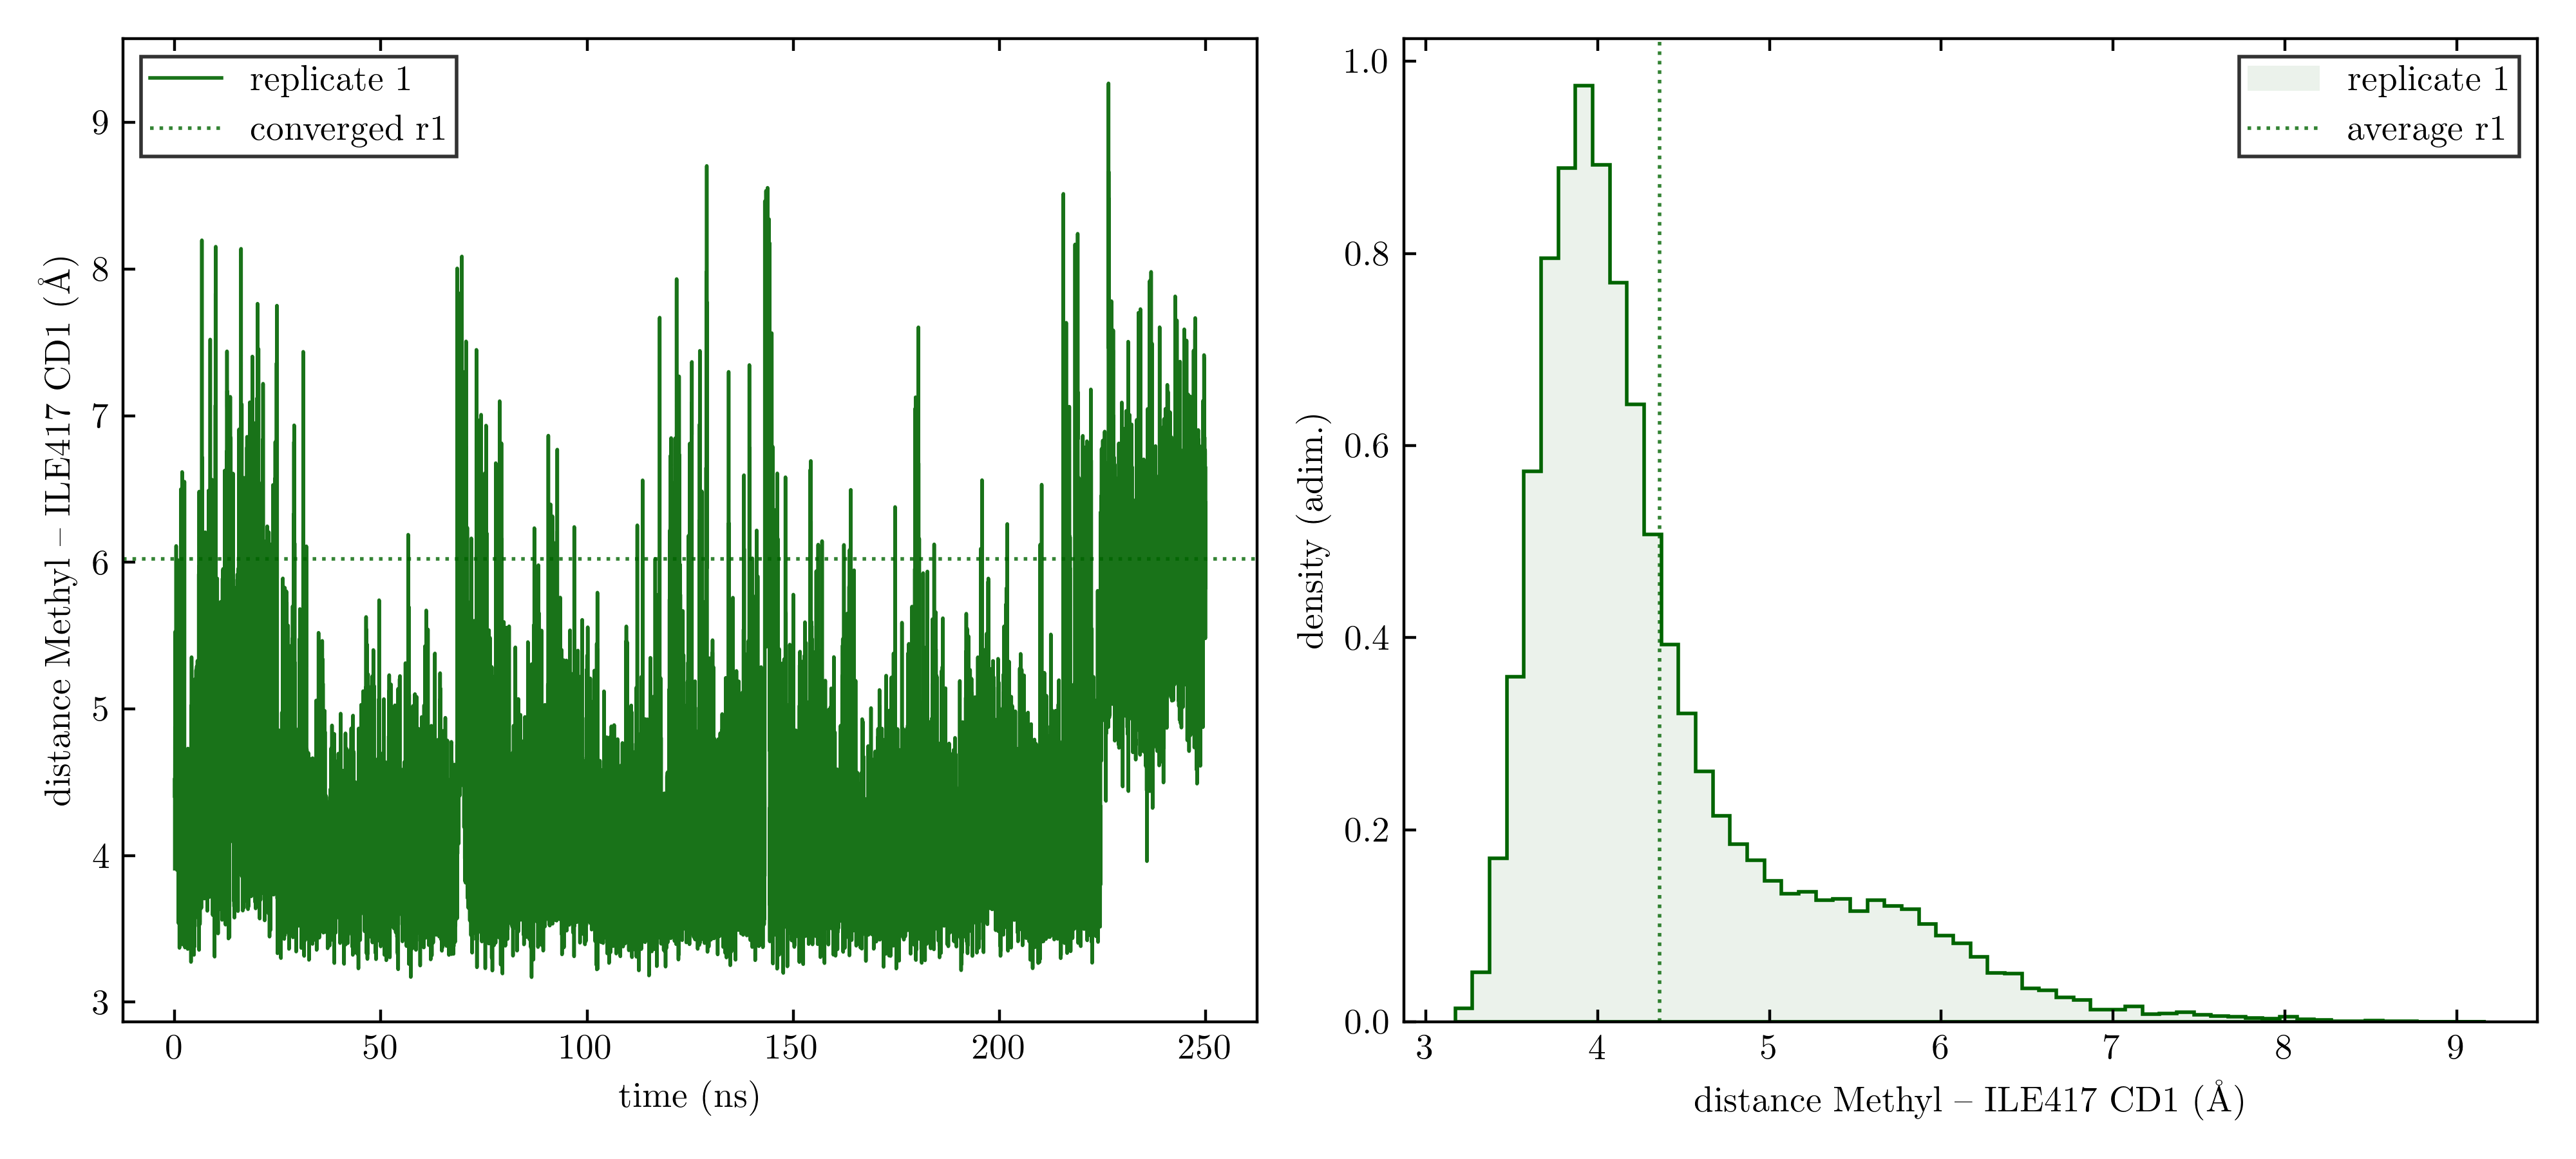 replicate 1
converged r1
9
8
7
6
5
4
3
distance Methyl – ILE417 CD1 (Å)
0 50 100 150 200 250
time (ns)
replicate 1
average r1
1.0
0.8
0.6
0.4
0.2
0.0
density (adim.)
3 4 5 6 7 8 9
distance Methyl – ILE417 CD1 (Å)